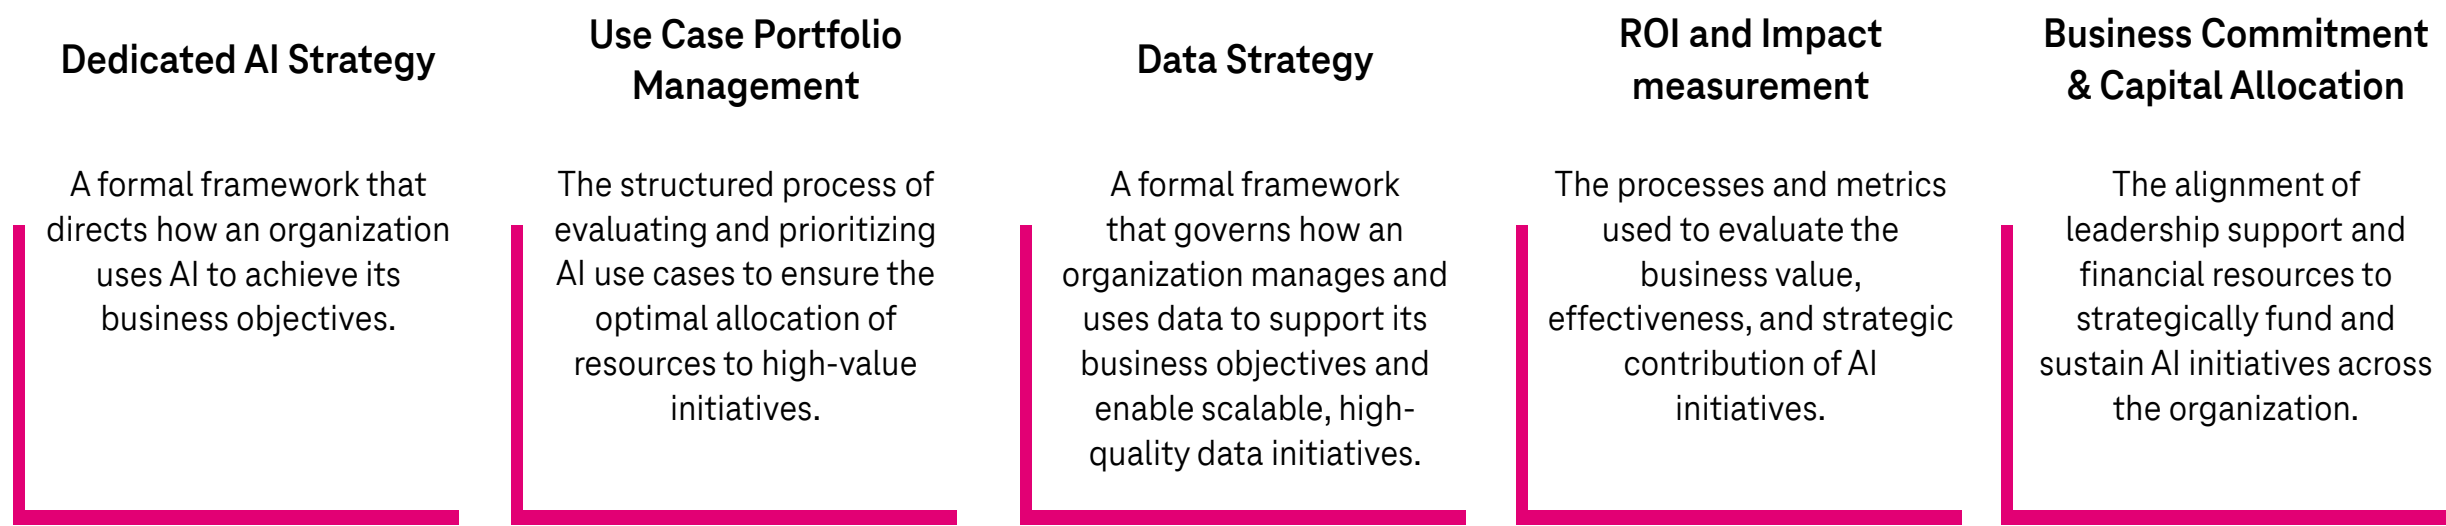 Dedicated AI Strategy
A formal framework that
directs how an organization
uses AI to achieve its
business objectives.
Use Case Portfolio
Management
The structured process of
evaluating and prioritizing
AI use cases to ensure the
optimal allocation of
resources to high-value
initiatives.
Data Strategy
A formal framework
that governs how an
organization manages and
uses data to support its
business objectives and
enable scalable, high-
quality data initiatives.
ROI and Impact
measurement
The processes and metrics
used to evaluate the
business value,
effectiveness, and strategic
contribution of AI
initiatives.
Business Commitment
& Capital Allocation
The alignment of
leadership support and
financial resources to
strategically fund and
sustain AI initiatives across
the organization.